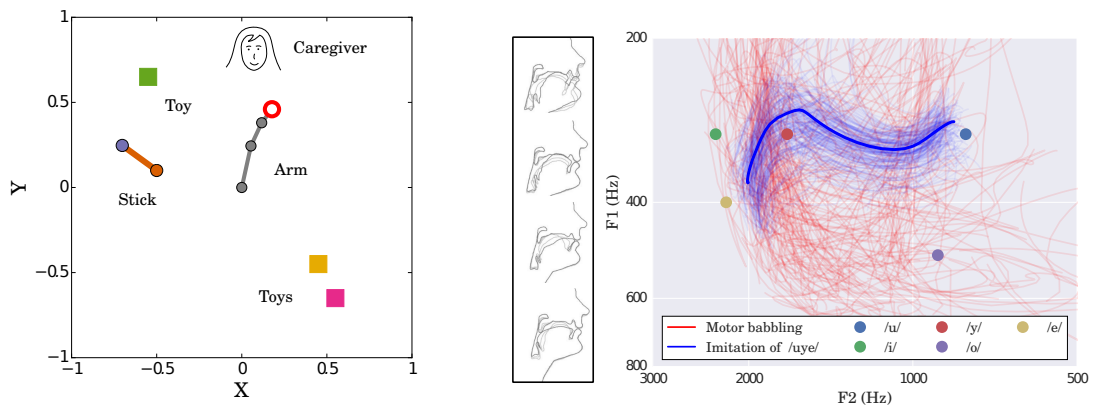 1
0.5
0
−0.5
−1
Y
−1
−0.5
0
0.5
1
X
Caregiver
Toy
Arm
Stick
Toys
200
400
600
800
F1 (Hz)
3000
2000
1000
500
F2 (Hz)
Motor babbling
Imitation of /uye/
/u/
/y/
/e/
/i/
/o/